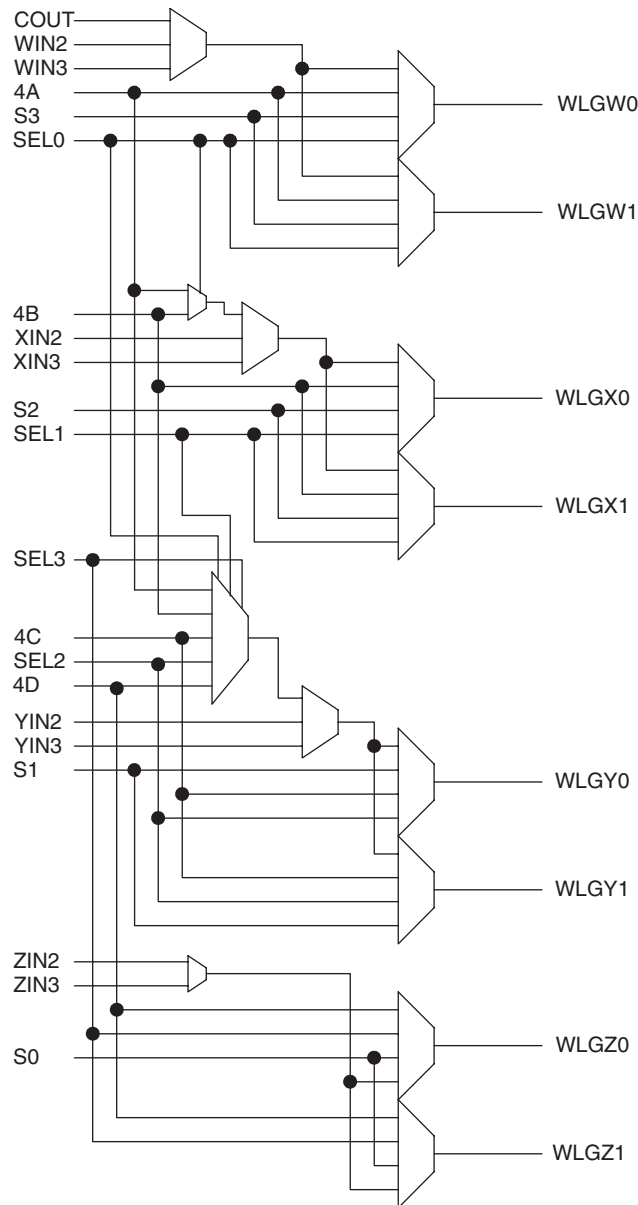 COUT
WIN2
WIN3
4A
S3
SEL0
WLGW0
WLGW1
4B
XIN2
XIN3
S2
SEL1
WLGX0
WLGX1
SEL3
4C
SEL2
4D
YIN2
YIN3
S1
WLGY0
WLGY1
ZIN2
ZIN3
S0
WLGZ0
WLGZ1